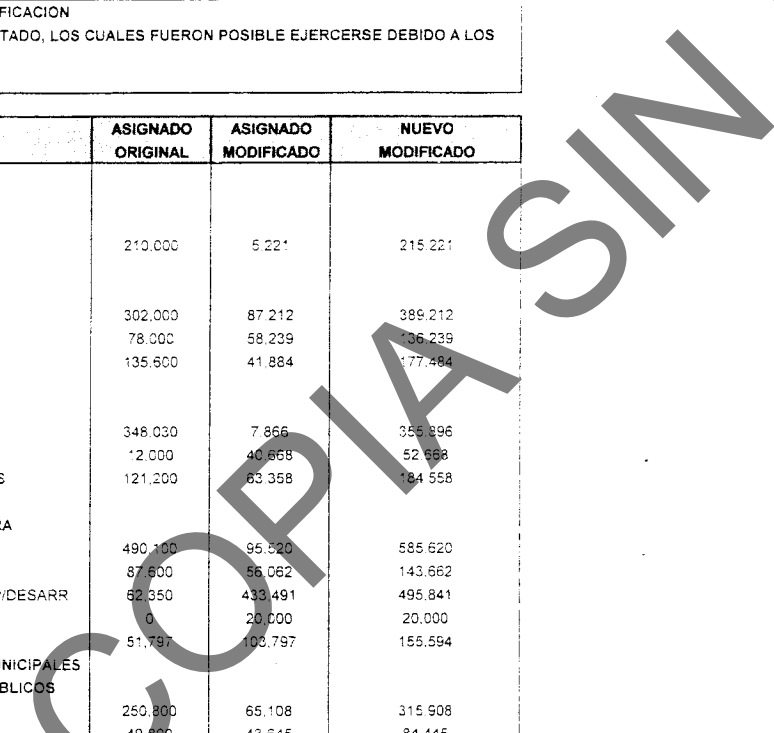 FICACION
TADO, LOS CUALES FUERON POSIBLE EJERCERSE DEBIDO A LOS
ASIGNADO ORIGINAL ASIGNADO MODIFICADO NUEVO MODIFICADO
210.000 5.221 215.221
302,000 87.212 389.212
78.000 58,239 136.239
135.600 41,884 177.484
348.030 7.866 355.896
12.000 40,668 52.668
S 121,200 63.358 184 558
RA
490,100 95.520 585.620
87,600 56.062 143.662
/DESARR 62,350 433,491 495,841
0 20,000 20.000
51,797 103,797 155.594
NICIPALES
BLICOS
250,800 65,108 315.908
COPIA SIN